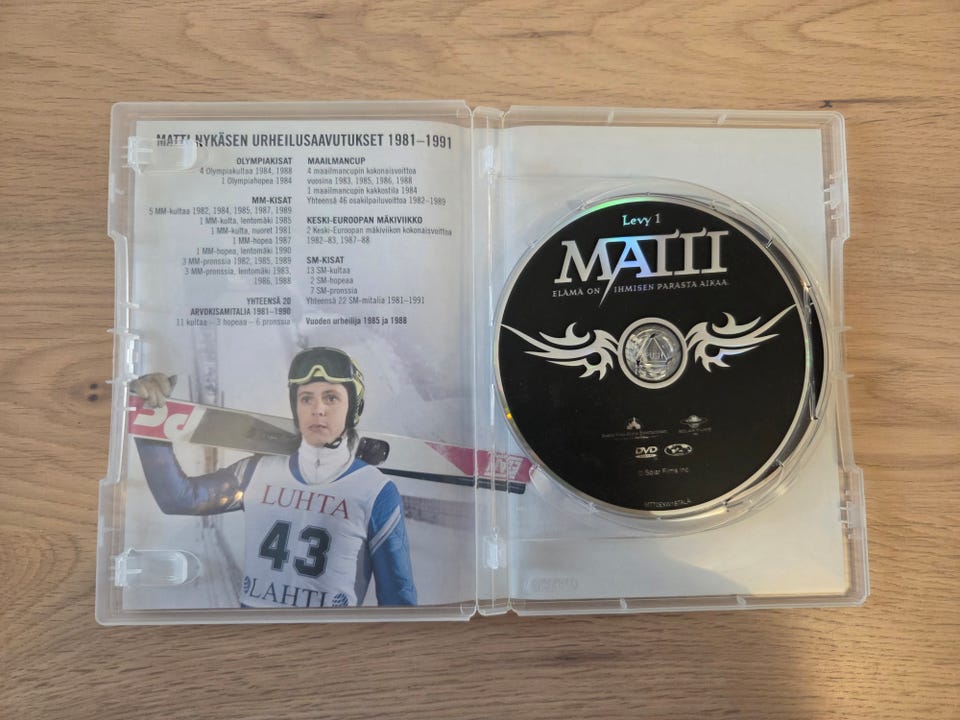 MATTI NYKÄSEN URHEILUSAAVUTUKSET 1981–1991
OLYMPIAKISAT
4 Olympiakultaa 1984, 1988
1 Olympiahopea 1984
MM-KISAT
5 MM-kultaa 1982, 1984, 1985, 1987, 1989
1 MM-kulta, lentomäki 1985
1 MM-kulta, nuoret 1981
1 MM-hopea 1987
1 MM-hopea, lentomäki 1990
3 MM-pronssia 1982, 1985, 1989
3 MM-pronssia, lentomäki 1983,
1986, 1988
YHTEENSÄ 20
ARVOKISAMITALIA 1981–1990
11 kultaa – 3 hopeaa – 6 pronssia
MAAILMANCUP
4 maailmancupin kokonaisvoittoa
vuosina 1983, 1985, 1986, 1988
1 maailmancupin kakkostila 1984
Yhteensä 46 osakilpailuvoittoa 1982–1989
KESKI-EUROOPAN MÄKIVIIKKO
2 Keski-Euroopan mäkiviikon kokonaisvoittoa
1982–83, 1987–88
SM-KISAT
13 SM-kultaa
2 SM-hopeaa
7 SM-pronssia
Yhteensä 22 SM-mitalia 1981–1991
Vuoden urheilija 1985 ja 1988
LUHTA
43
LAHTI
Levy 1
MATTI
ELÄMÄ ON IHMISEN PARASTA AIKAA.
PUSH
SOLAR FILMS
DVD
© Solar Films Inc.